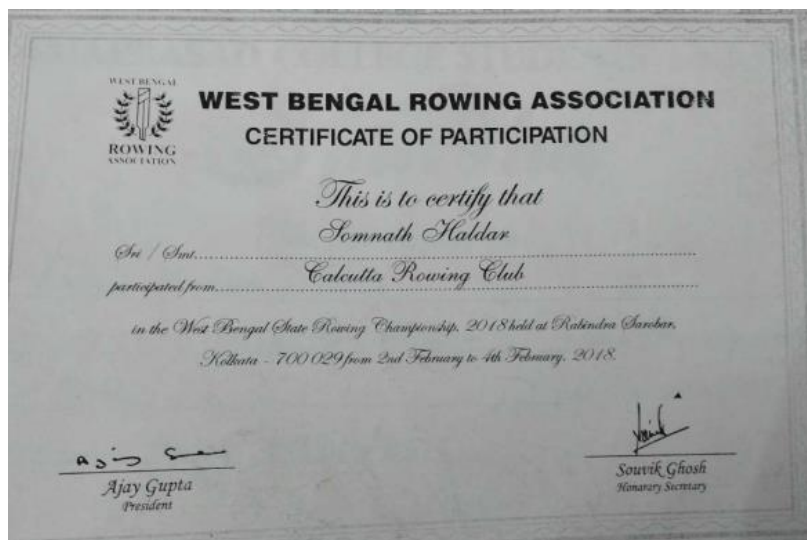 WEST BENGAL
ROWING
ASSOCIATION
WEST BENGAL ROWING ASSOCIATION
CERTIFICATE OF PARTICIPATION
This is to certify that
Somnath Haldar
Sri / Smt.
Calcutta Rowing Club
participated from
in the West Bengal State Rowing Championship, 2018 held at Rabindra Sarobar,
Kolkata - 700 029 from 2nd February to 4th February, 2018.
Ajay Gupta
President
Souvik Ghosh
Honarary Secretary